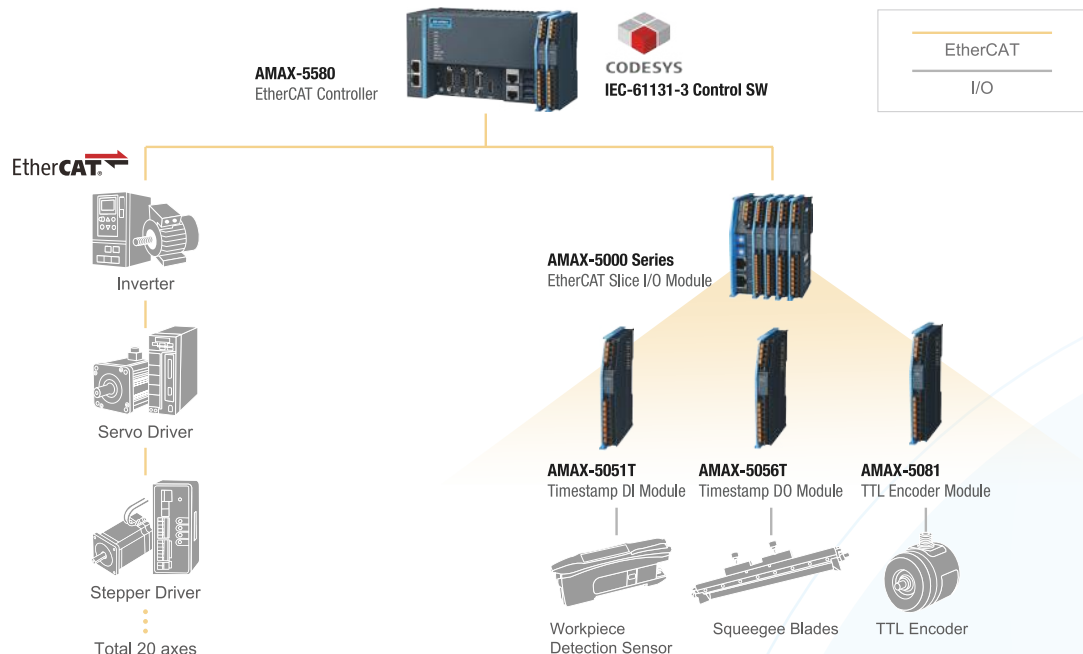 AMAX-5580
EtherCAT Controller
CODESYS
IEC-61131-3 Control SW
EtherCAT
I/O
EtherCAT®
Inverter
Servo Driver
Stepper Driver
Total 20 axes
AMAX-5000 Series
EtherCAT Slice I/O Module
AMAX-5051T
Timestamp DI Module
AMAX-5056T
Timestamp DO Module
AMAX-5081
TTL Encoder Module
Workpiece
Detection Sensor
Squeegee Blades
TTL Encoder